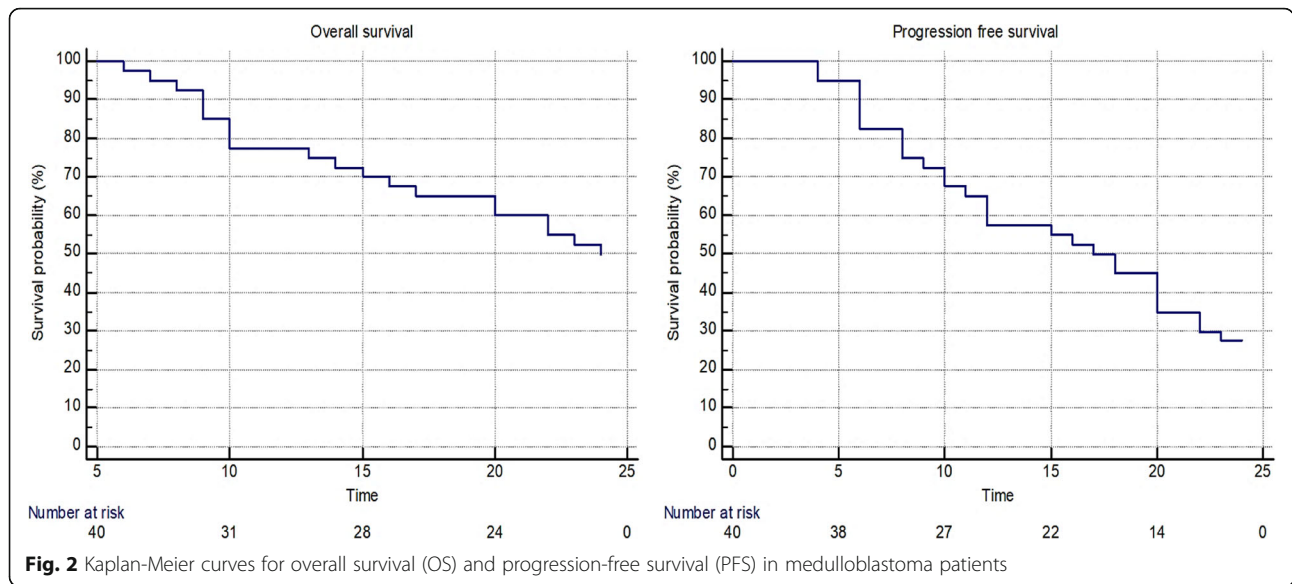 Overall survival
Survival probability (%)
100
90
80
70
60
50
40
30
20
10
0
5 10 15 20 25
Time
Number at risk
40 31 28 24 0
Progression free survival
Survival probability (%)
100
90
80
70
60
50
40
30
20
10
0
0 5 10 15 20 25
Time
Number at risk
40 38 27 22 14 0
Fig. 2 Kaplan-Meier curves for overall survival (OS) and progression-free survival (PFS) in medulloblastoma patients